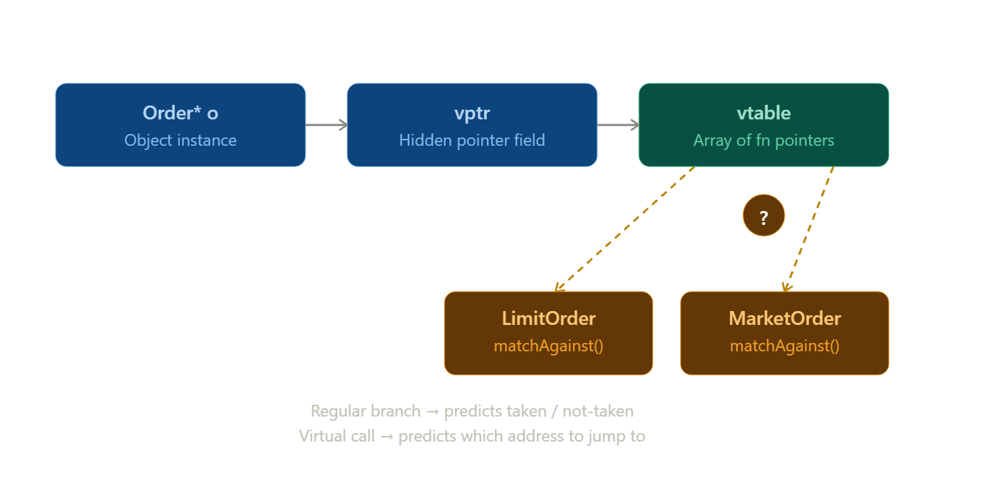 Order* o
Object instance
vptr
Hidden pointer field
vtable
Array of fn pointers
?
LimitOrder
matchAgainst()
MarketOrder
matchAgainst()
Regular branch → predicts taken / not-taken
Virtual call → predicts which address to jump to